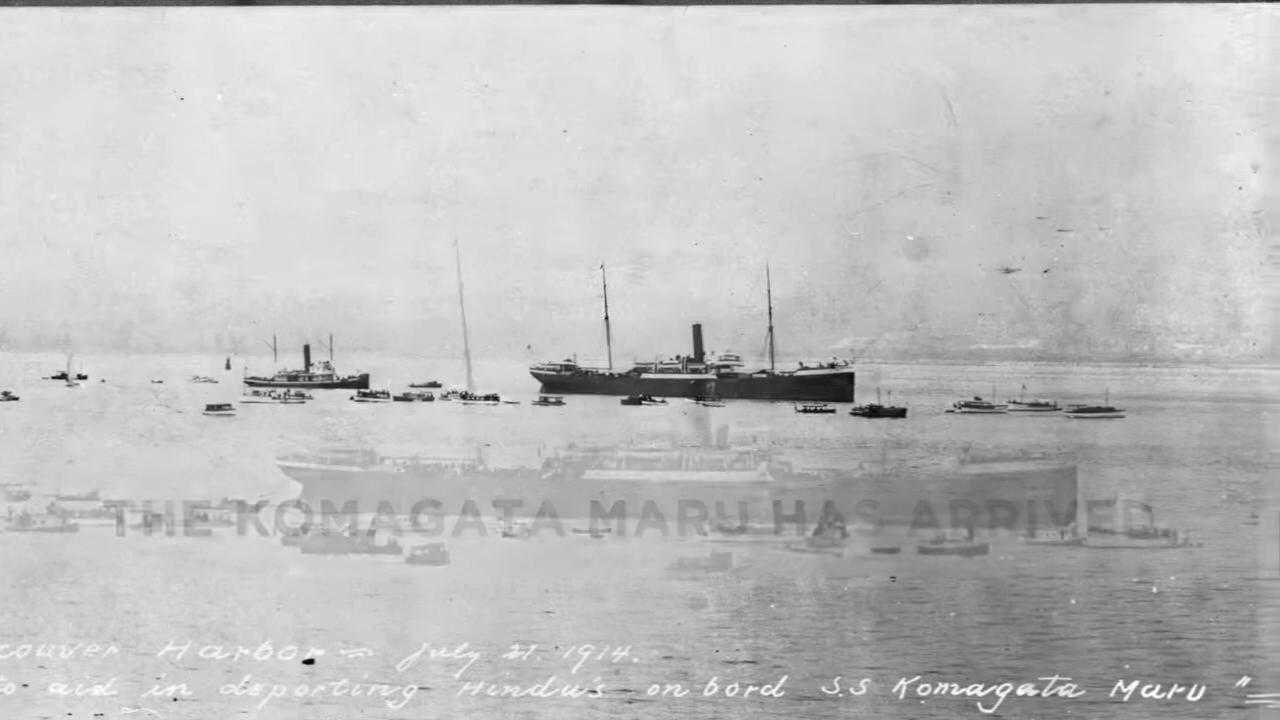 THE KOMAGATA MARU HAS ARRIVED
couver Harbor = July 21. 1914.
to aid in deporting Hindu's on bord S.S Komagata Maru "=